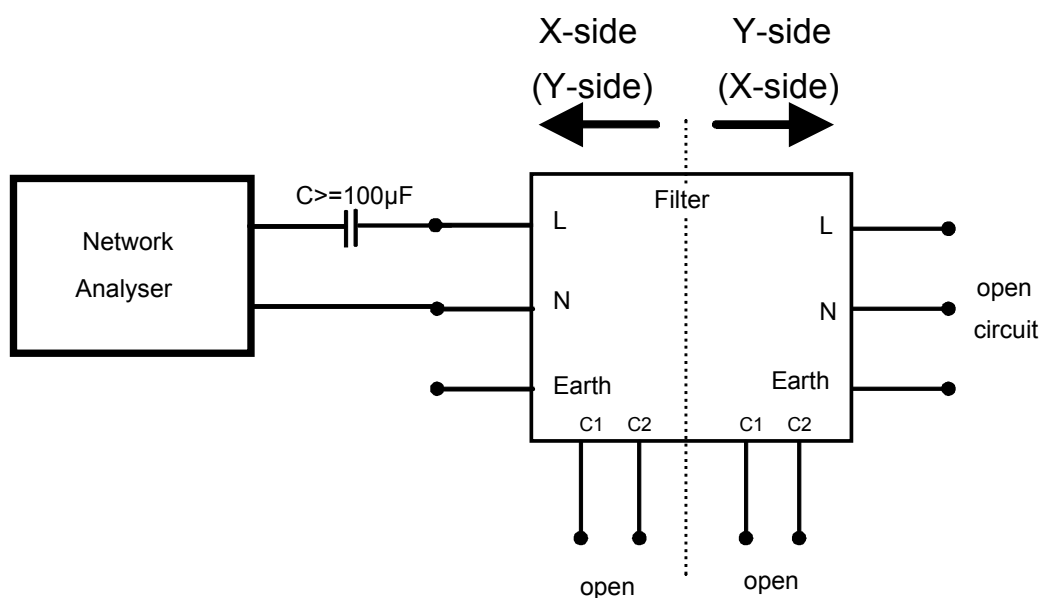 X-side
(Y-side)
Y-side
(X-side)
Network
Analyser
C>=100µF
Filter
L
N
Earth
C1
C2
L
N
Earth
C1
C2
open
circuit
open
open